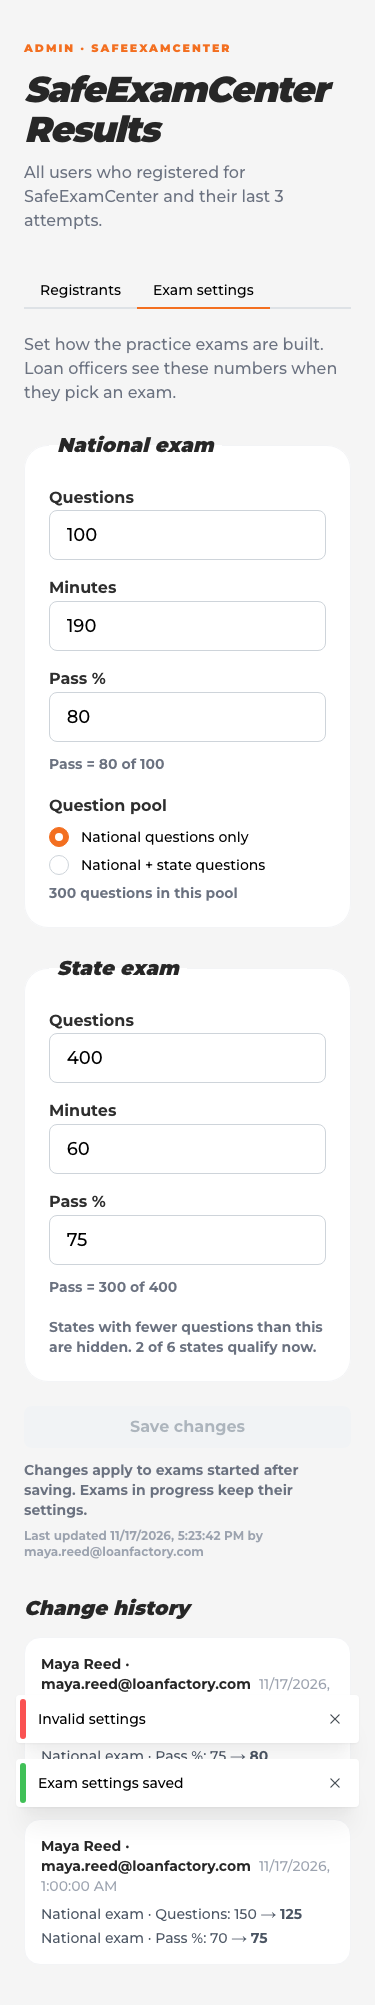 ADMIN · SAFEEXAMCENTER
SafeExamCenter
Results
All users who registered for
SafeExamCenter and their last 3
attempts.
Registrants
Exam settings
Set how the practice exams are built.
Loan officers see these numbers when
they pick an exam.
National exam
Questions
100
Minutes
190
Pass %
80
Pass = 80 of 100
Question pool
National questions only
National + state questions
300 questions in this pool
State exam
Questions
400
Minutes
60
Pass %
75
Pass = 300 of 400
States with fewer questions than this
are hidden. 2 of 6 states qualify now.
Save changes
Changes apply to exams started after
saving. Exams in progress keep their
settings.
Last updated 11/17/2026, 5:23:42 PM by
maya.reed@loanfactory.com
Change history
Maya Reed ·
maya.reed@loanfactory.com 11/17/2026,
Invalid settings
National exam · Pass %: 75 → 80
Exam settings saved
Maya Reed ·
maya.reed@loanfactory.com 11/17/2026,
1:00:00 AM
National exam · Questions: 150 → 125
National exam · Pass %: 70 → 75